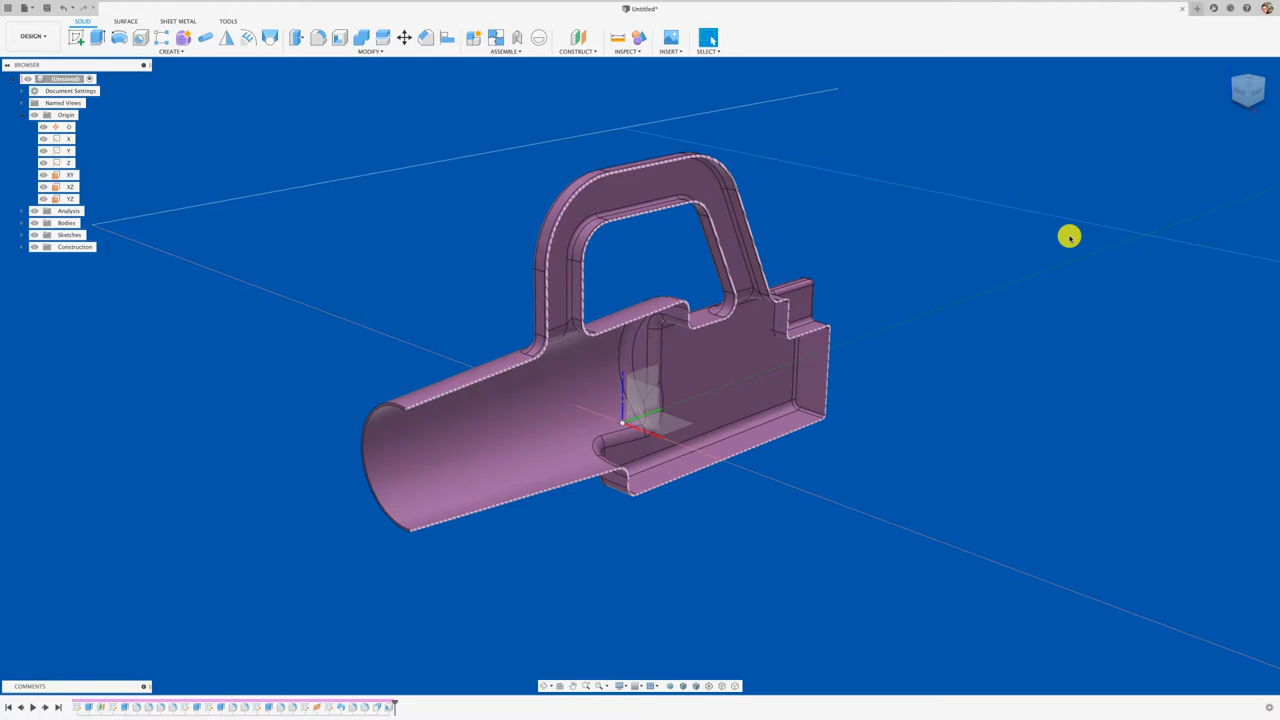 Untitled*
DESIGN
SOLID SURFACE SHEET METAL TOOLS
CREATE MODIFY ASSEMBLE CONSTRUCT INSPECT INSERT SELECT
BROWSER
(Unsaved)
Document Settings
Named Views
Origin
O
X
Y
Z
XY
XZ
YZ
Analysis
Bodies
Sketches
Construction
COMMENTS